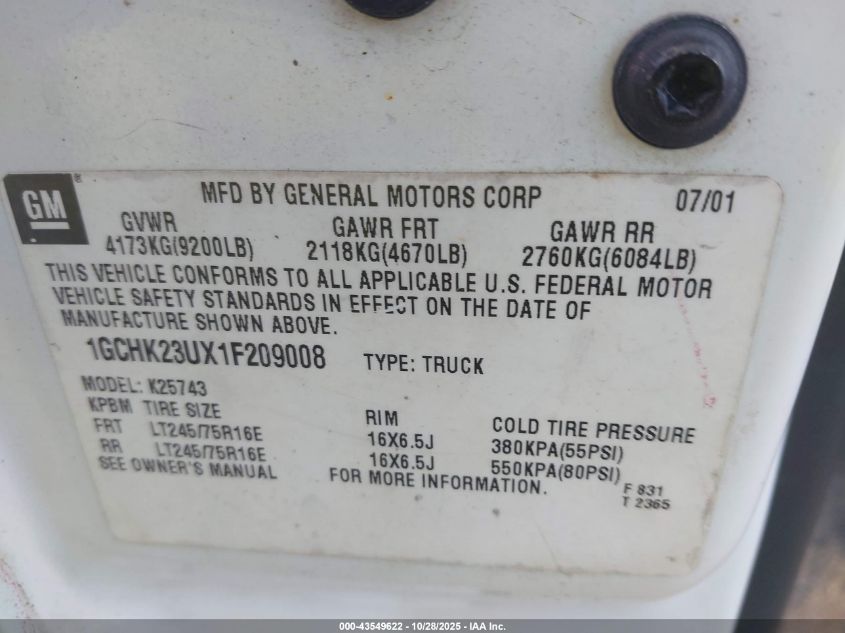 GM ®
MFD BY GENERAL MOTORS CORP 07/01
GVWR GAWR FRT GAWR RR
4173KG(9200LB) 2118KG(4670LB) 2760KG(6084LB)
THIS VEHICLE CONFORMS TO ALL APPLICABLE U.S. FEDERAL MOTOR
VEHICLE SAFETY STANDARDS IN EFFECT ON THE DATE OF
MANUFACTURE SHOWN ABOVE.
1GCHK23UX1F209008 TYPE: TRUCK
MODEL: K25743
KPBM TIRE SIZE RIM COLD TIRE PRESSURE
FRT LT245/75R16E 16X6.5J 380KPA(55PSI)
RR LT245/75R16E 16X6.5J 550KPA(80PSI)
SEE OWNER'S MANUAL FOR MORE INFORMATION.
F 831
T 2365
000-43549622 - 10/28/2025 - IAA Inc.